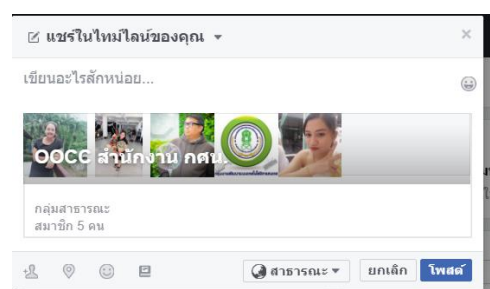 แชร์ในไทม์ไลน์ของคุณ
เขียนอะไรสักหน่อย...
OOCC สำนักงาน กศน.
กลุ่มสาธารณะ
สมาชิก 5 คน
สาธารณะ
ยกเลิก
โพสต์